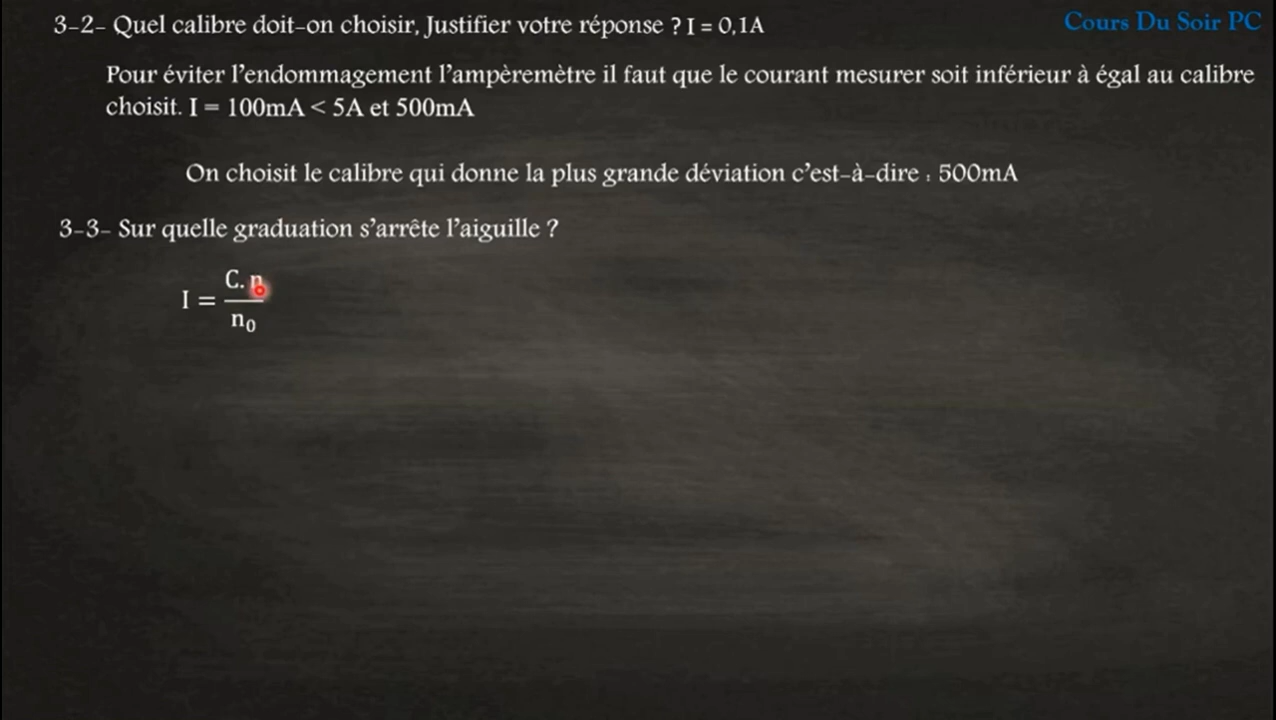 3-2- Quel calibre doit-on choisir, Justifier votre réponse ? I = 0,1A
Cours Du Soir PC
Pour éviter l'endommagement l'ampèremètre il faut que le courant mesurer soit inférieur à égal au calibre
choisit. I = 100mA < 5A et 500mA
On choisit le calibre qui donne la plus grande déviation c'est-à-dire : 500mA
3-3- Sur quelle graduation s'arrête l'aiguille ?
I = C. n / n₀